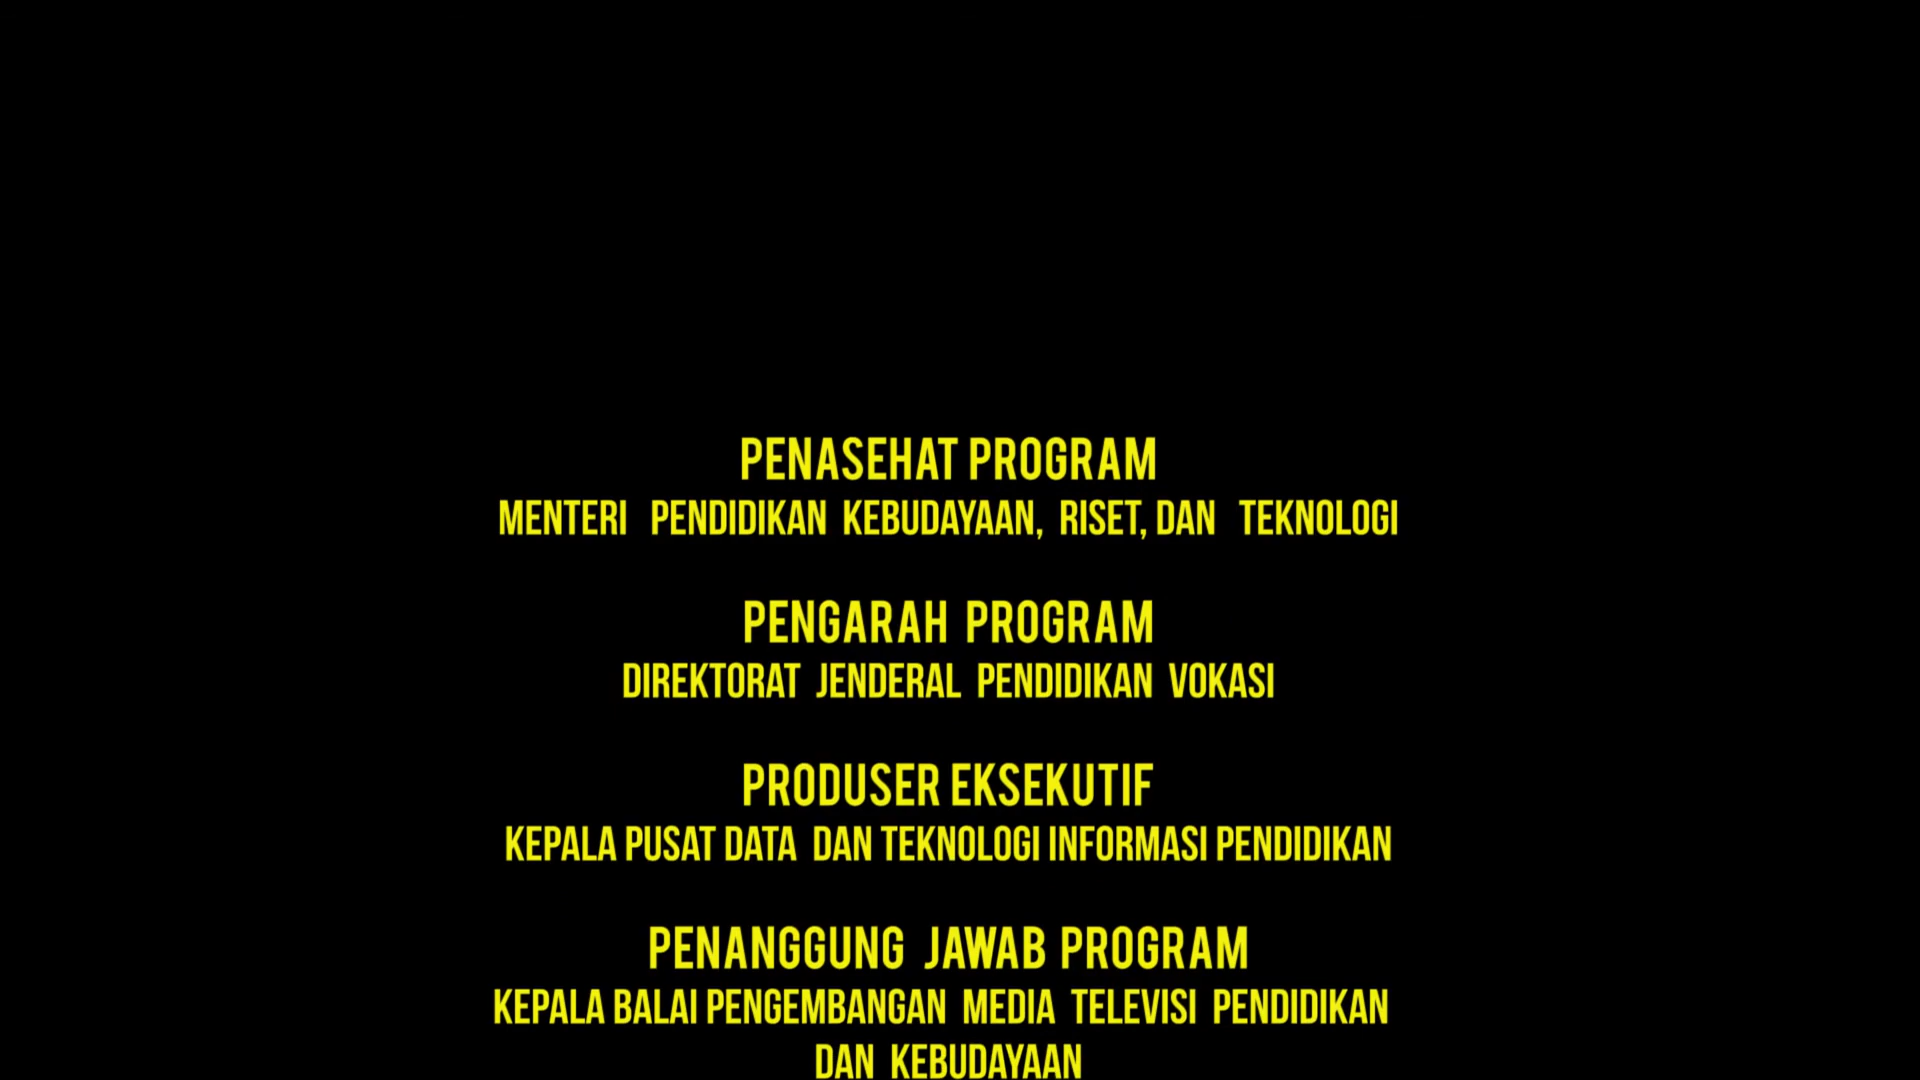 PENASEHAT PROGRAM
MENTERI PENDIDIKAN KEBUDAYAAN, RISET, DAN TEKNOLOGI
PENGARAH PROGRAM
DIREKTORAT JENDERAL PENDIDIKAN VOKASI
PRODUSER EKSEKUTIF
KEPALA PUSAT DATA DAN TEKNOLOGI INFORMASI PENDIDIKAN
PENANGGUNG JAWAB PROGRAM
KEPALA BALAI PENGEMBANGAN MEDIA TELEVISI PENDIDIKAN
DAN KEBUDAYAAN